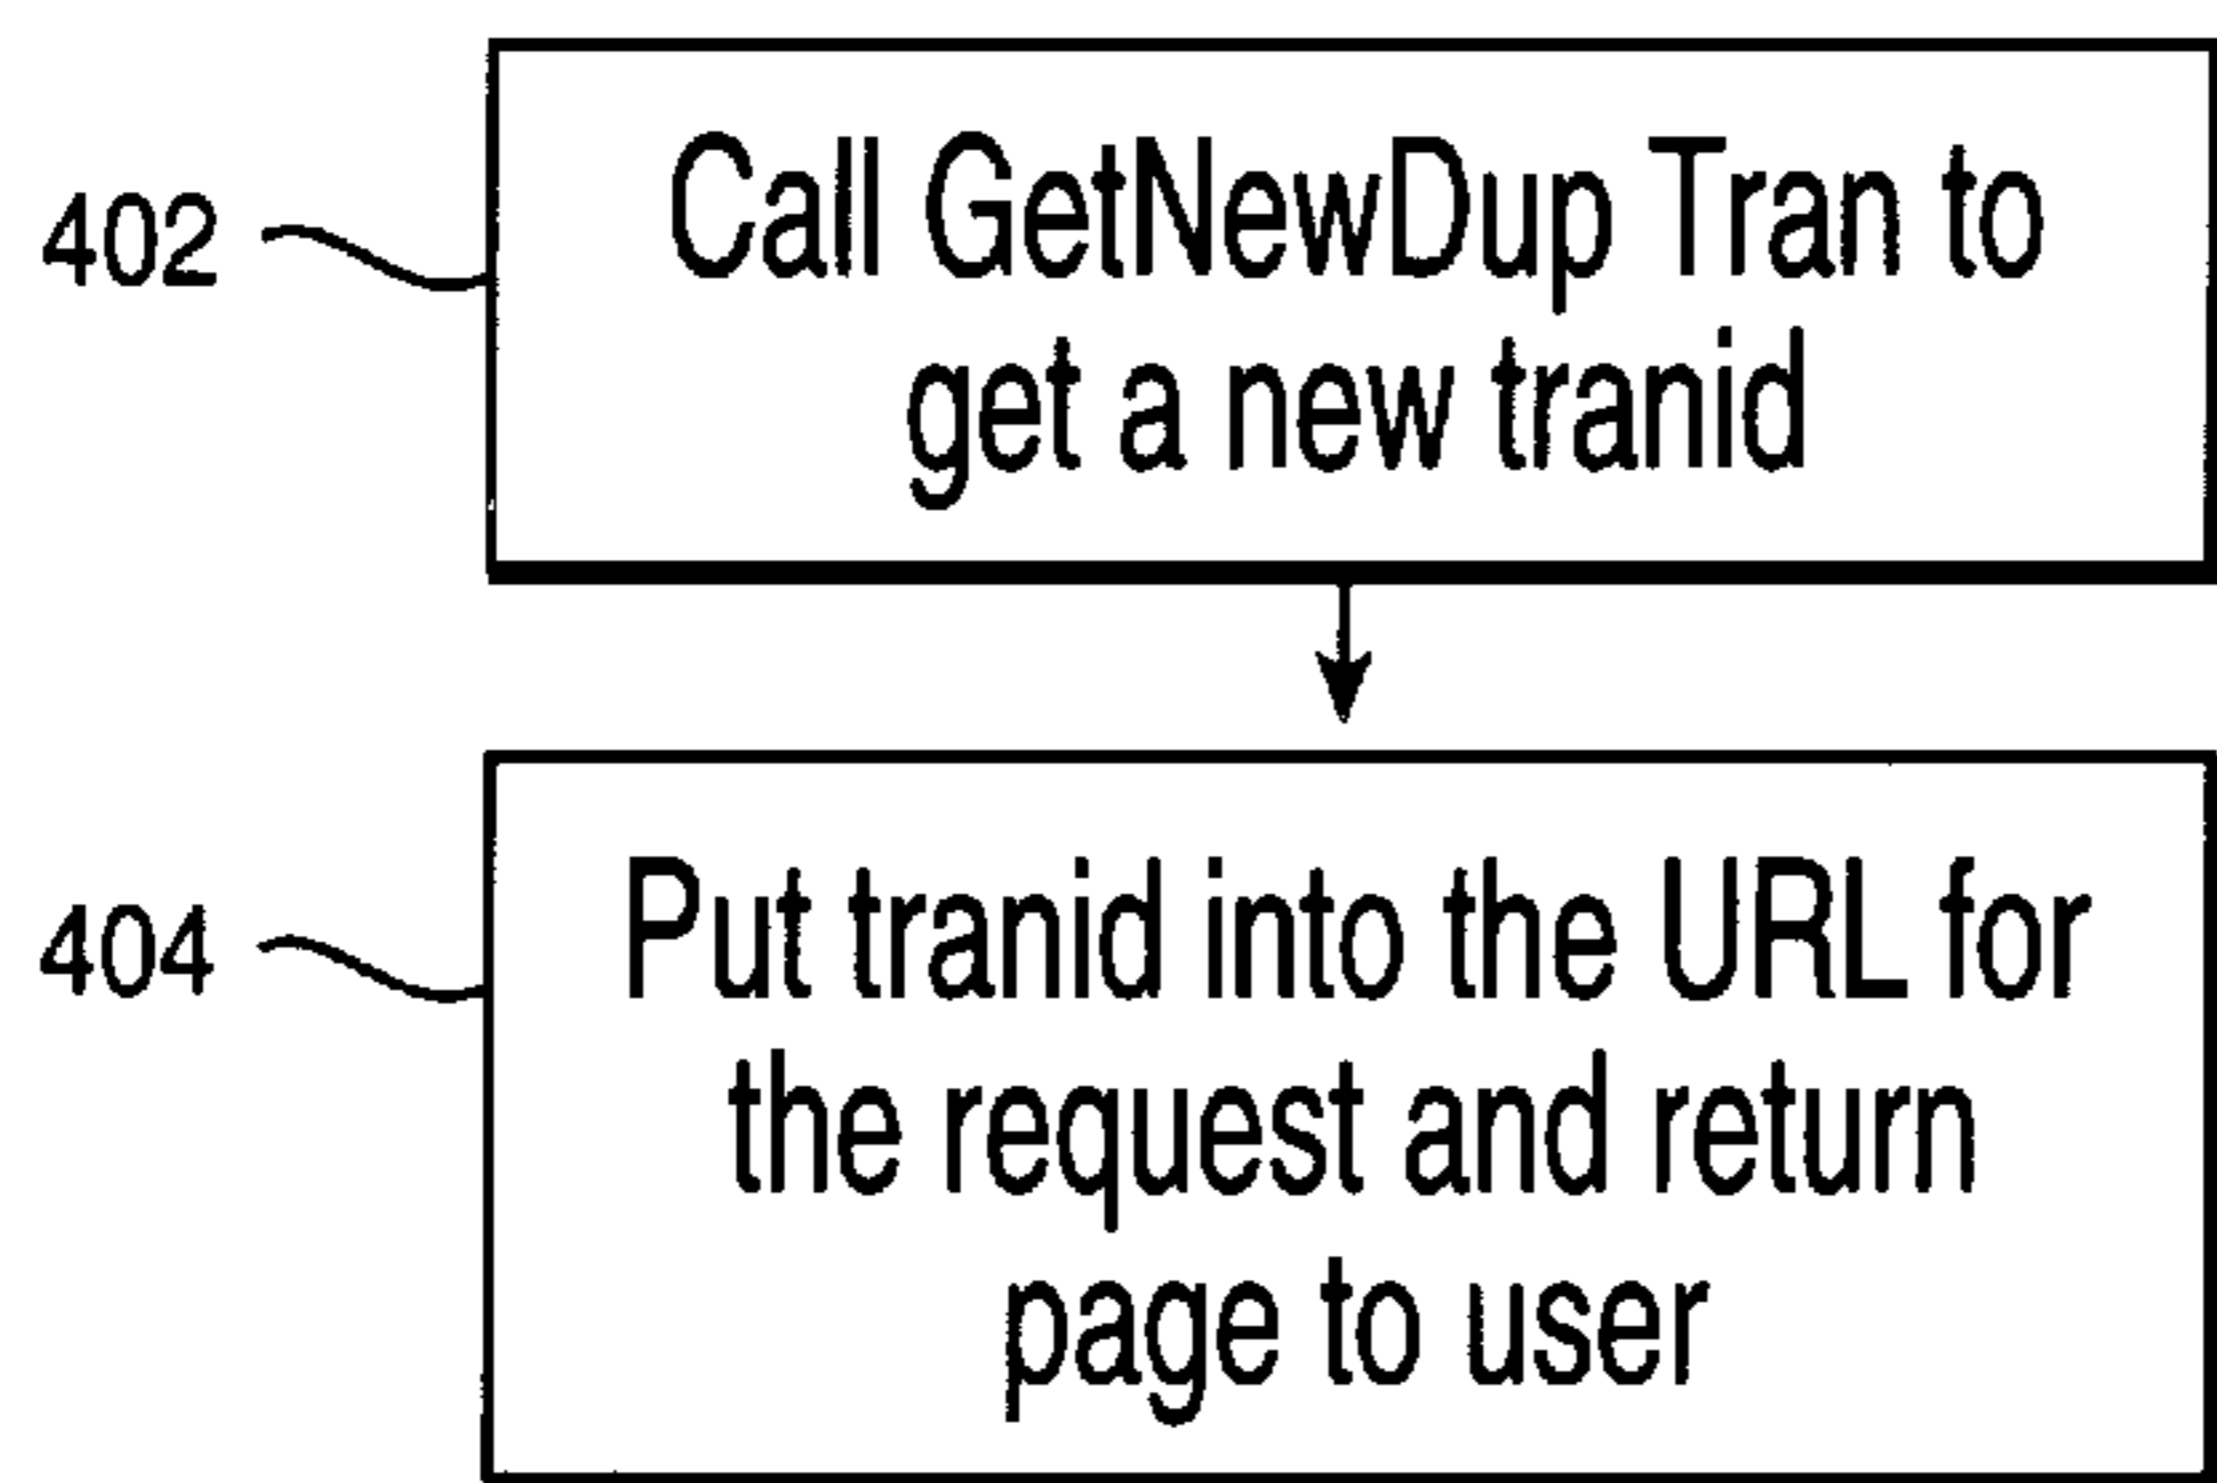 402
Call GetNewDup Tran to
get a new tranid
404
Put tranid into the URL for
the request and return
page to user